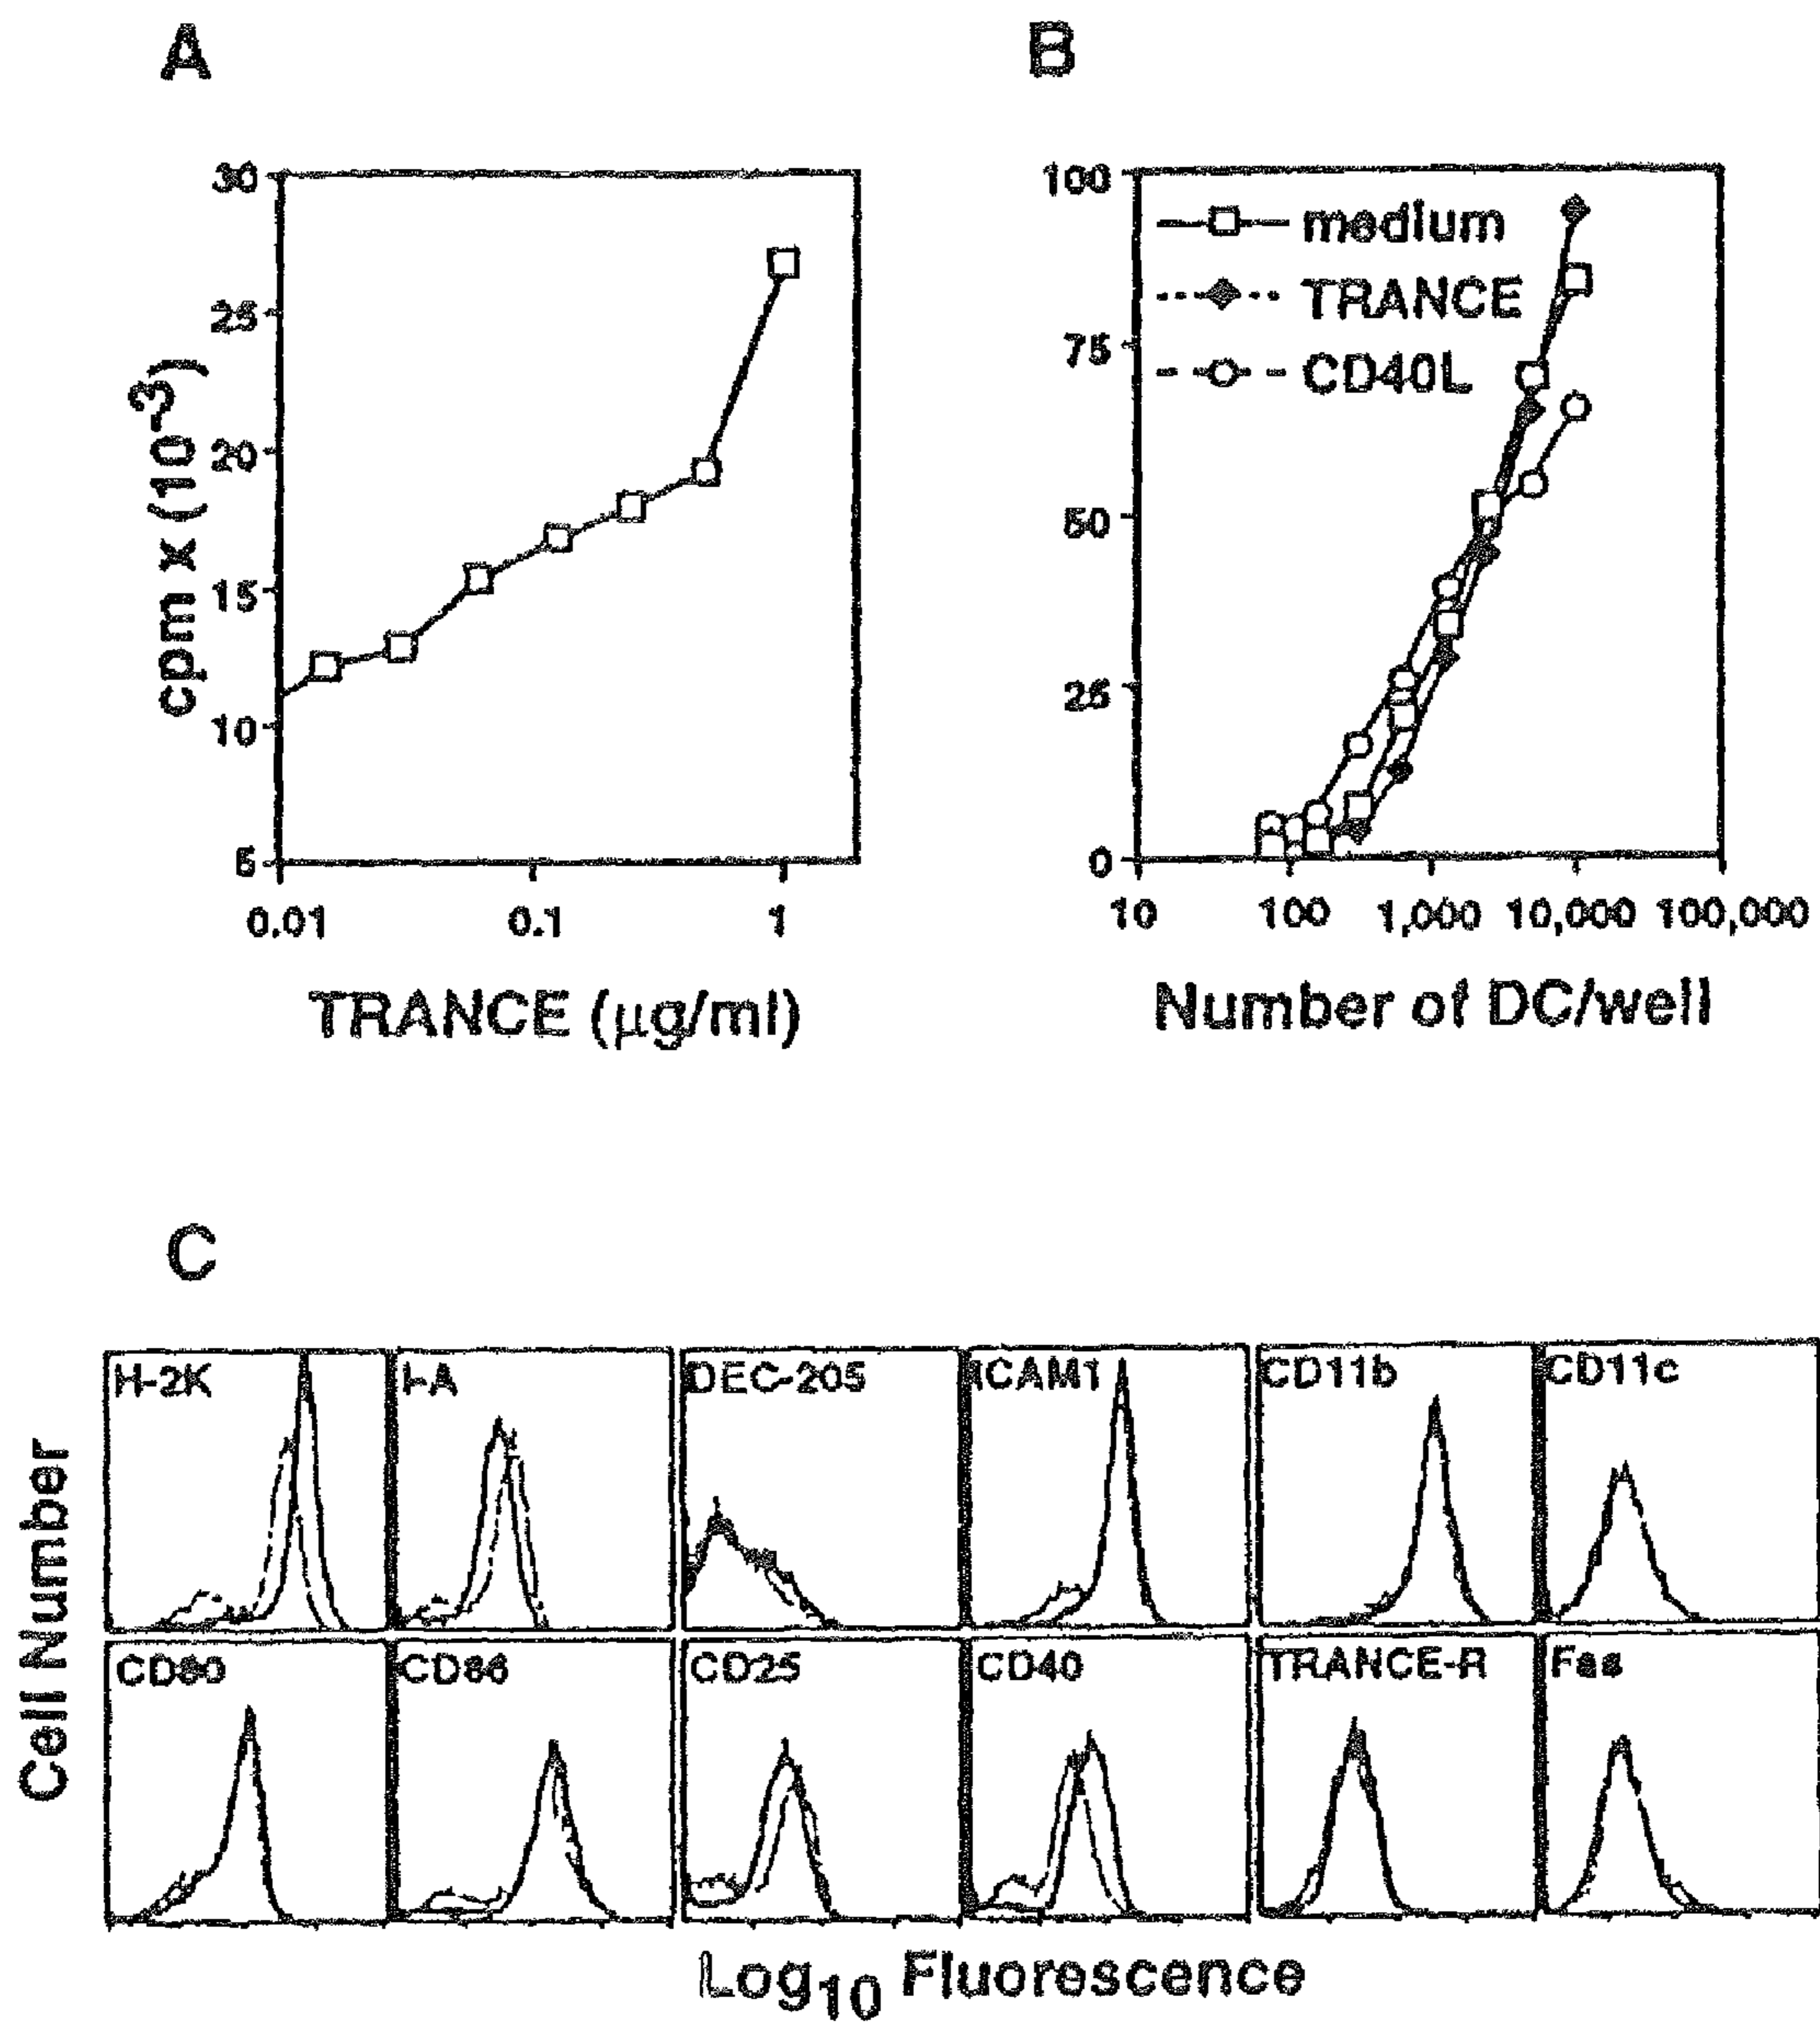 A
B
30
25
20
15
10
5
cpm x (10-3)
0.01 0.1 1
TRANCE (µg/ml)
100
75
50
25
0
medium
TRANCE
CD40L
10 100 1,000 10,000 100,000
Number of DC/well
C
Cell Number
H-2K I-A DEC-205 ICAM1 CD11b CD11c
CD80 CD86 CD25 CD40 TRANCE-R Fas
Log10 Fluorescence